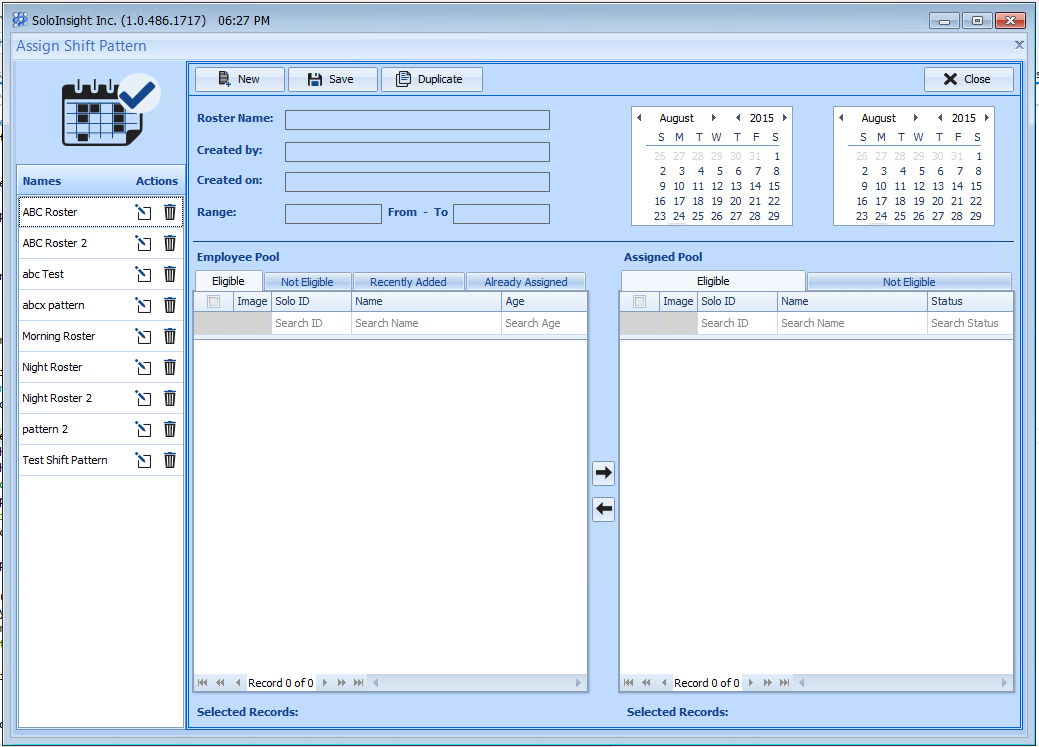 SoloInsight Inc. (1.0.486.1717) 06:27 PM
Assign Shift Pattern
New Save Duplicate Close
Names Actions
ABC Roster
ABC Roster 2
abc Test
abcx pattern
Morning Roster
Night Roster
Night Roster 2
pattern 2
Test Shift Pattern
Roster Name:
Created by:
Created on:
Range: From - To
August 2015
S M T W T F S
26 27 28 29 30 31 1
2 3 4 5 6 7 8
9 10 11 12 13 14 15
16 17 18 19 20 21 22
23 24 25 26 27 28 29
August 2015
S M T W T F S
26 27 28 29 30 31 1
2 3 4 5 6 7 8
9 10 11 12 13 14 15
16 17 18 19 20 21 22
23 24 25 26 27 28 29
Employee Pool
Eligible Not Eligible Recently Added Already Assigned
Image Solo ID Name Age
Search ID Search Name Search Age
Record 0 of 0
Selected Records:
Assigned Pool
Eligible Not Eligible
Image Solo ID Name Status
Search ID Search Name Search Status
Record 0 of 0
Selected Records: